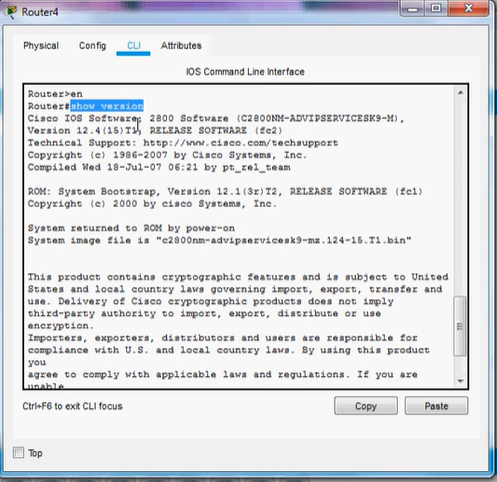 Router4
Physical Config CLI Attributes
IOS Command Line Interface
Router>en
Router#show version
Cisco IOS Software, 2800 Software (C2800NM-ADVIPSERVICESK9-M),
Version 12.4(15)T1, RELEASE SOFTWARE (fc2)
Technical Support: http://www.cisco.com/techsupport
Copyright (c) 1986-2007 by Cisco Systems, Inc.
Compiled Wed 18-Jul-07 06:21 by pt_rel_team
ROM: System Bootstrap, Version 12.1(3r)T2, RELEASE SOFTWARE (fc1)
Copyright (c) 2000 by cisco Systems, Inc.
System returned to ROM by power-on
System image file is "c2800nm-advipservicesk9-mz.124-15.T1.bin"
This product contains cryptographic features and is subject to United
States and local country laws governing import, export, transfer and
use. Delivery of Cisco cryptographic products does not imply
third-party authority to import, export, distribute or use
encryption.
Importers, exporters, distributors and users are responsible for
compliance with U.S. and local country laws. By using this product
you
agree to comply with applicable laws and regulations. If you are
unable
Ctrl+F6 to exit CLI focus
Copy Paste
Top